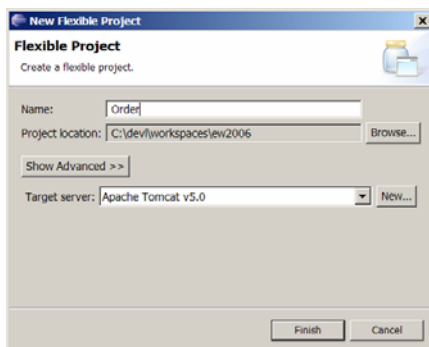 New Flexible Project
Flexible Project
Create a flexible project.
Name: Order
Project location: C:\devl\workspaces\ew2006 Browse...
Show Advanced >>
Target server: Apache Tomcat v5.0 New...
Finish Cancel